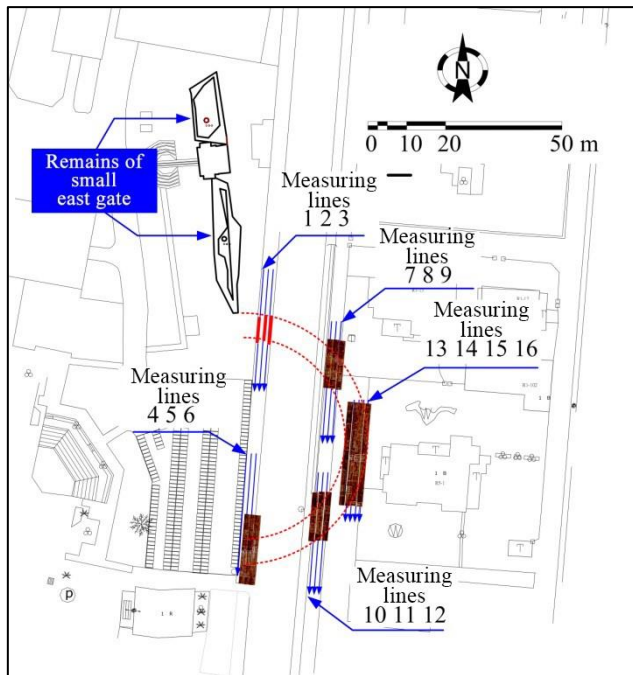 N
0 10 20 50 m
Remains of
small
east gate
Measuring
lines
1 2 3
Measuring
lines
7 8 9
Measuring
lines
13 14 15 16
Measuring
lines
4 5 6
Measuring
lines
10 11 12
P